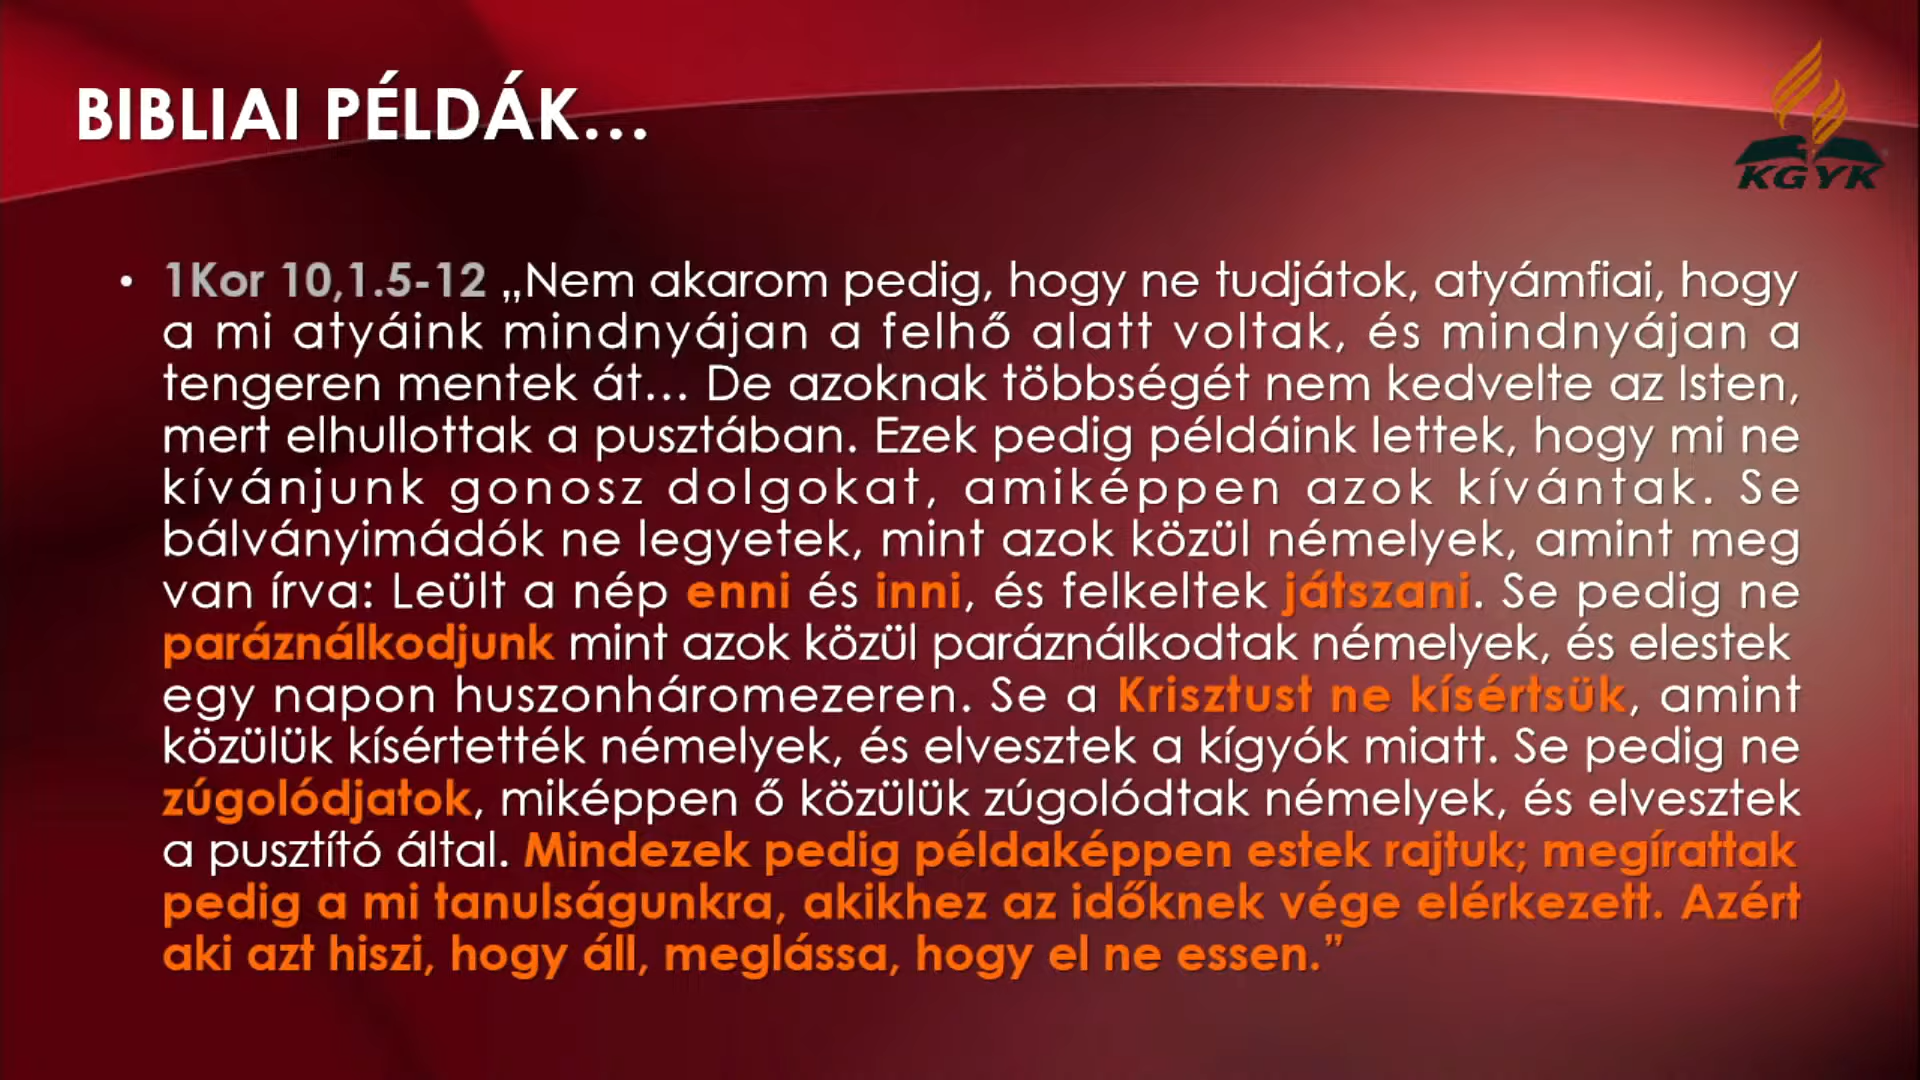 BIBLIAI PÉLDÁK...
KGYK
• 1Kor 10,1.5-12 „Nem akarom pedig, hogy ne tudjátok, atyámfiai, hogy
a mi atyáink mindnyájan a felhő alatt voltak, és mindnyájan a
tengeren mentek át... De azoknak többségét nem kedvelte az Isten,
mert elhullottak a pusztában. Ezek pedig példáink lettek, hogy mi ne
kívánjunk gonosz dolgokat, amiképpen azok kívántak. Se
bálványimádók ne legyetek, mint azok közül némelyek, amint meg
van írva: Leült a nép enni és inni, és felkeltek játszani. Se pedig ne
paráználkodjunk mint azok közül paráználkodtak némelyek, és elestek
egy napon huszonháromezeren. Se a Krisztust ne kísértsük, amint
közülük kísértették némelyek, és elvesztek a kígyók miatt. Se pedig ne
zúgolódjatok, miképpen ő közülük zúgolódtak némelyek, és elvesztek
a pusztító által. Mindezek pedig példaképpen estek rajtuk; megírattak
pedig a mi tanulságunkra, akikhez az időknek vége elérkezett. Azért
aki azt hiszi, hogy áll, meglássa, hogy el ne essen.”